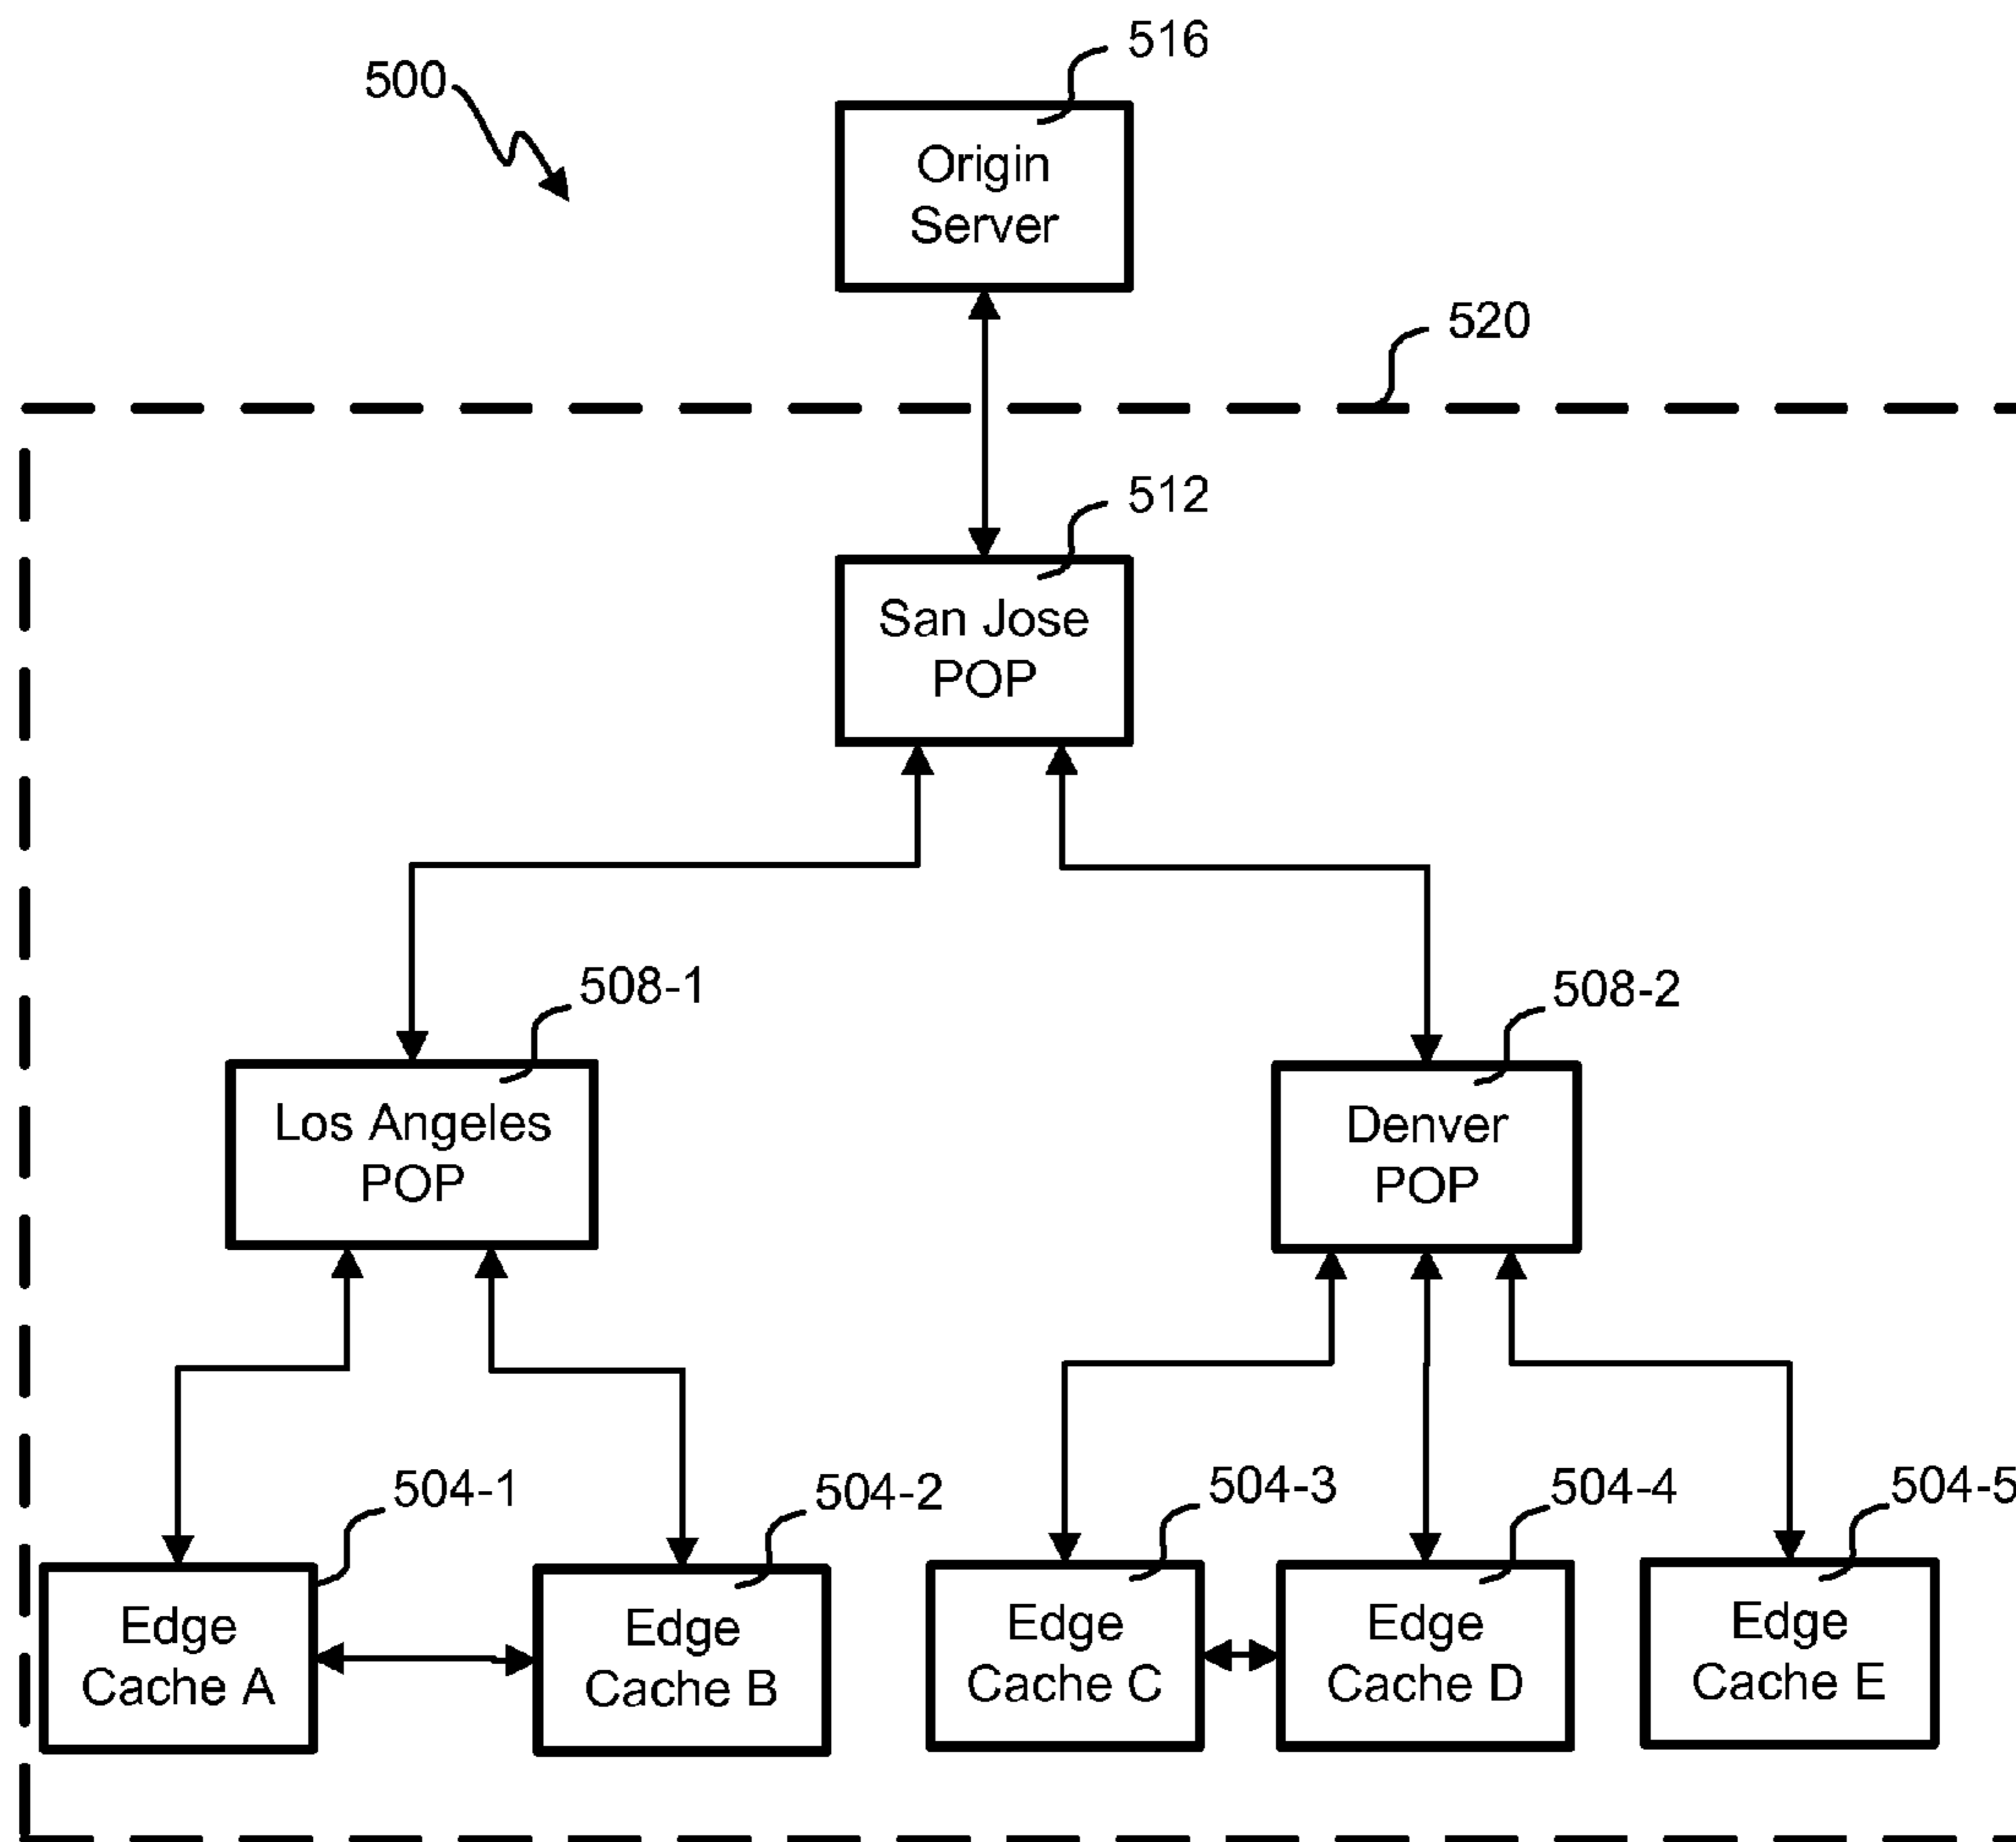 516
500
Origin
Server
520
512
San Jose
POP
508-1
508-2
Los Angeles
POP
Denver
POP
504-1
504-2
504-3
504-4
504-5
Edge
Cache A
Edge
Cache B
Edge
Cache C
Edge
Cache D
Edge
Cache E